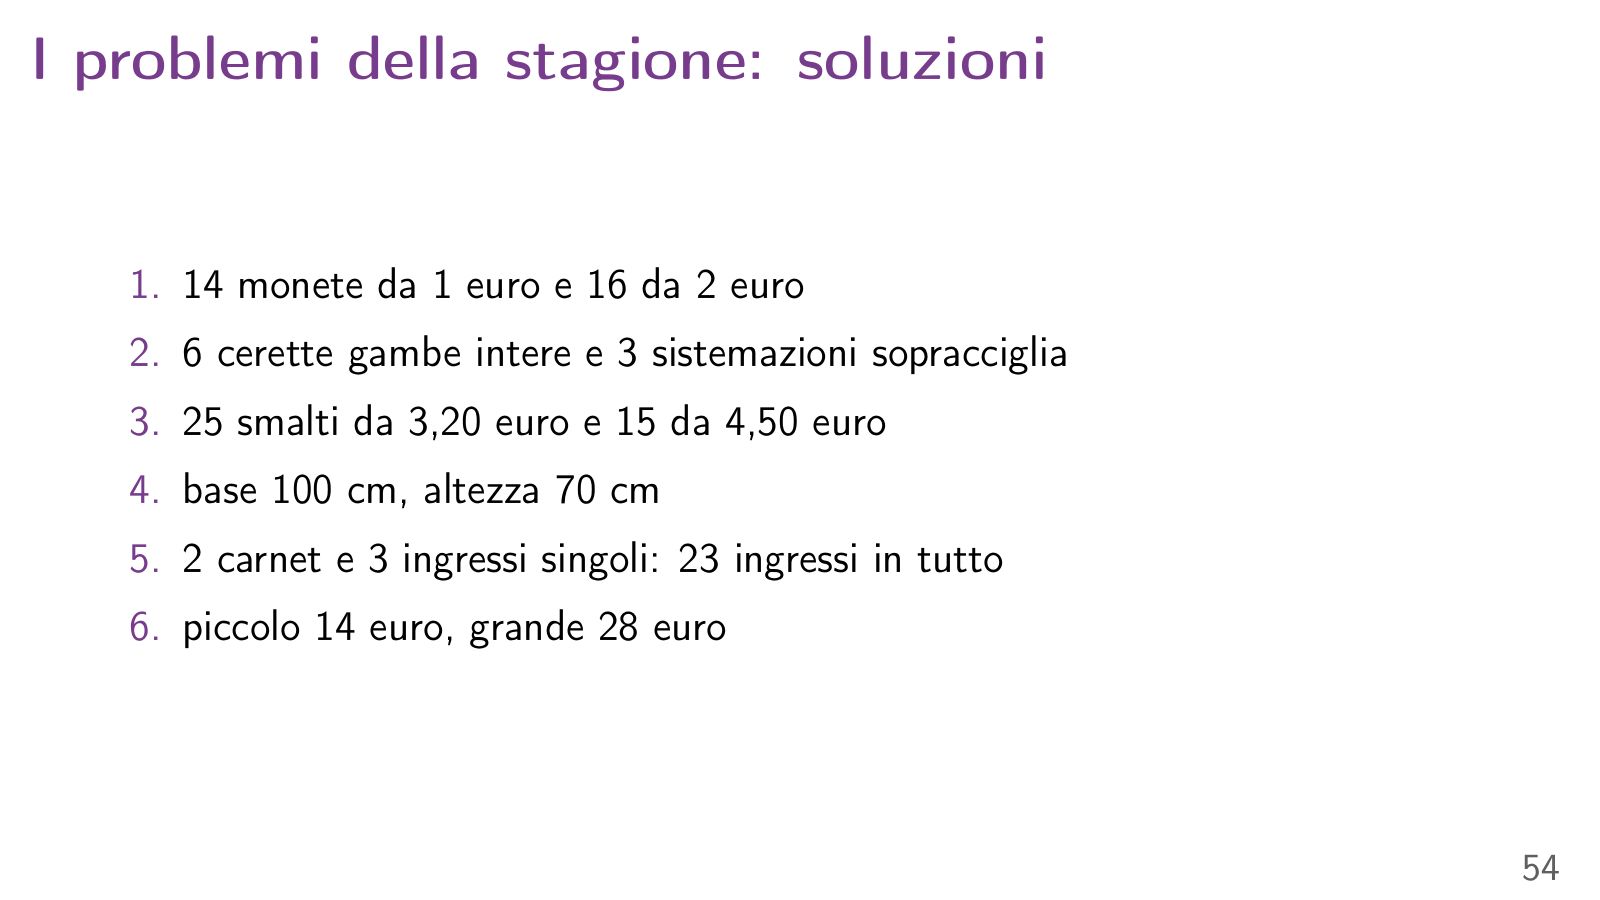 I problemi della stagione: soluzioni
1. 14 monete da 1 euro e 16 da 2 euro
2. 6 cerette gambe intere e 3 sistemazioni sopracciglia
3. 25 smalti da 3,20 euro e 15 da 4,50 euro
4. base 100 cm, altezza 70 cm
5. 2 carnet e 3 ingressi singoli: 23 ingressi in tutto
6. piccolo 14 euro, grande 28 euro
54